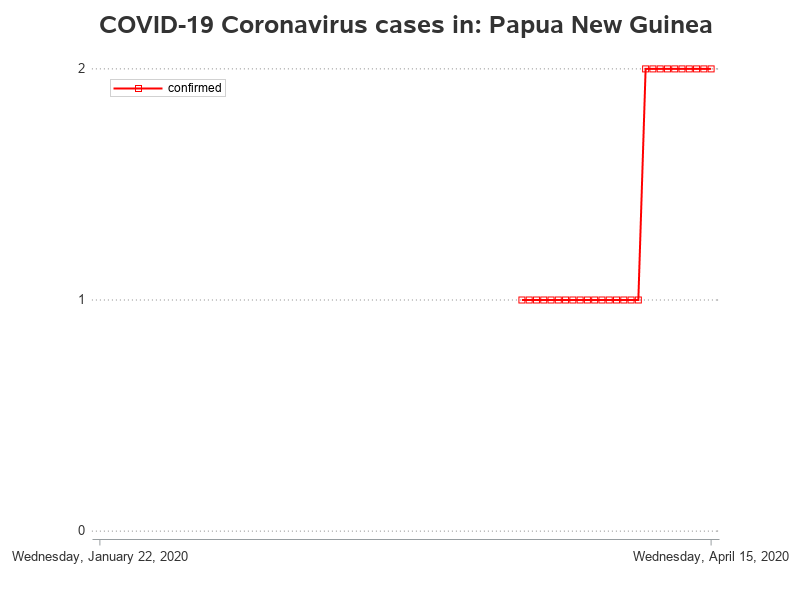 COVID-19 Coronavirus cases in: Papua New Guinea
2
confirmed
1
0
Wednesday, January 22, 2020
Wednesday, April 15, 2020